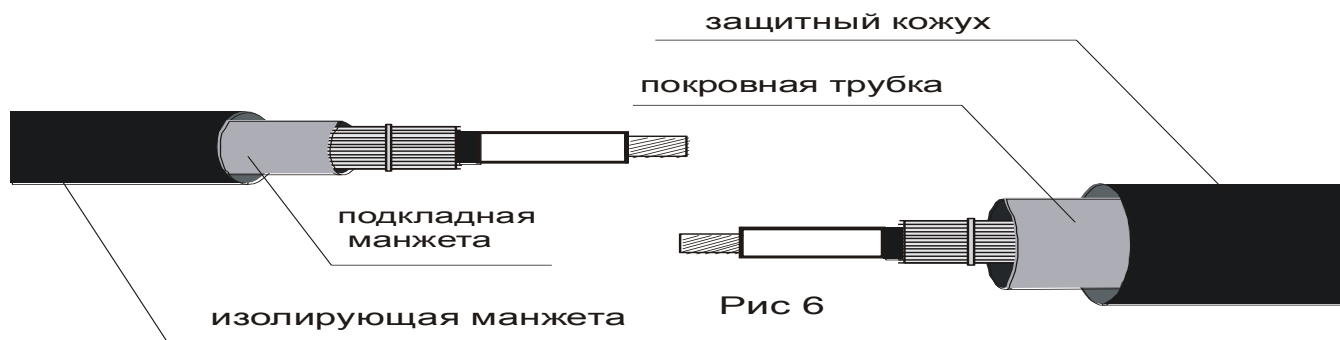 защитный кожух
покровная трубка
подкладная
манжета
изолирующая манжета
Рис 6